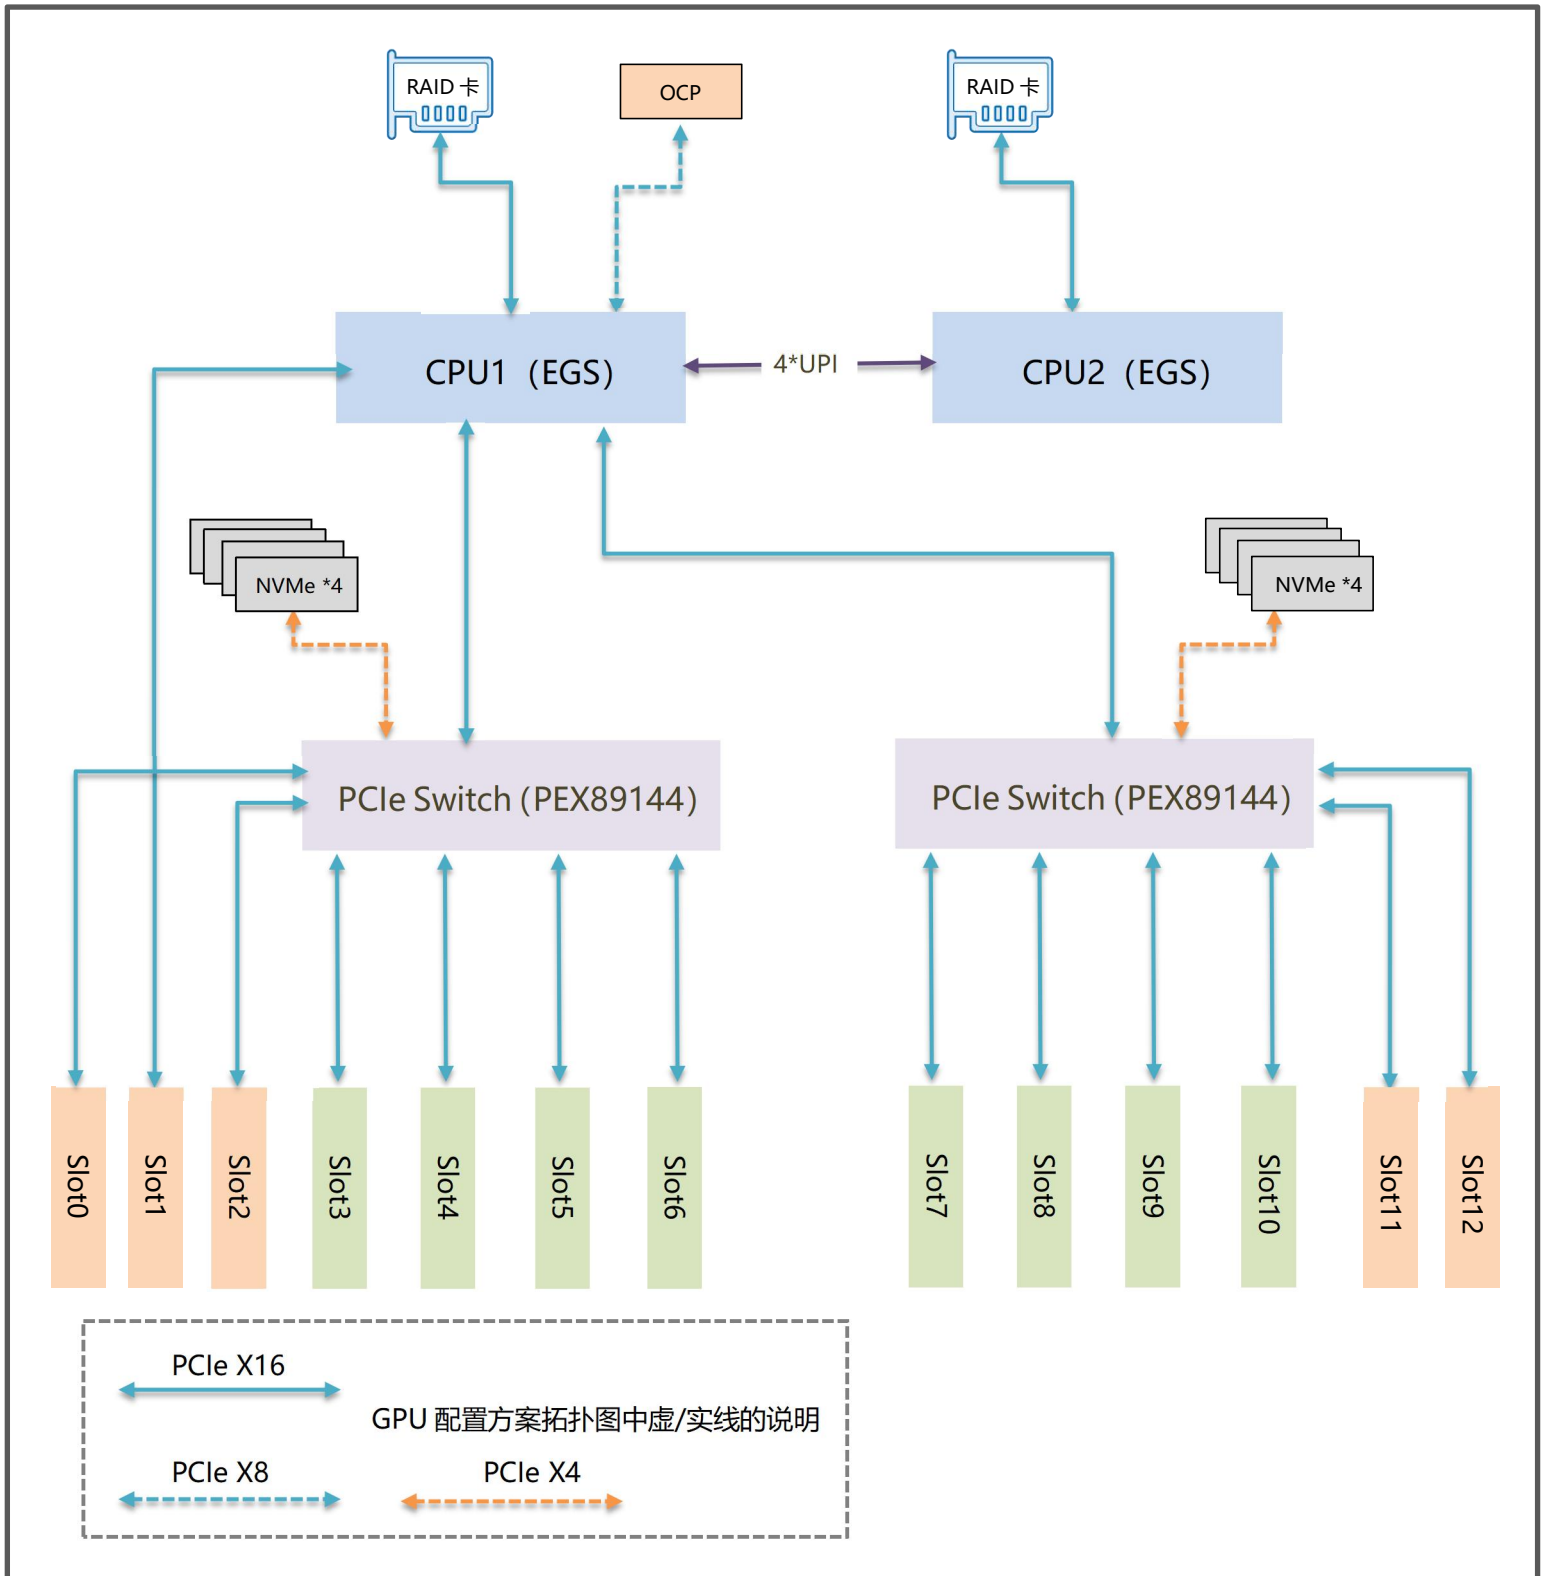 RAID 卡
OCP
RAID 卡
CPU1（EGS）
4*UPI
CPU2（EGS）
NVMe *4
NVMe *4
PCIe Switch（PEX89144）
PCIe Switch（PEX89144）
Slot0
Slot1
Slot2
Slot3
Slot4
Slot5
Slot6
Slot7
Slot8
Slot9
Slot10
Slot11
Slot12
PCIe X16
GPU 配置方案拓扑图中虚/实线的说明
PCIe X8
PCIe X4